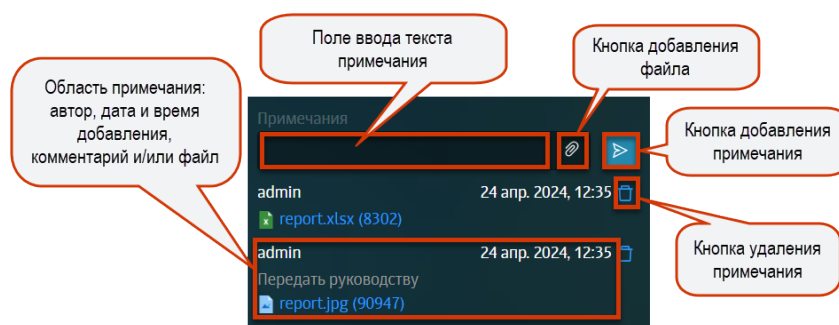 Поле ввода текста
примечания
Кнопка добавления
файла
Область примечания:
автор, дата и время
добавления,
комментарий и/или файл
Примечания
Кнопка добавления
примечания
admin 24 апр. 2024, 12:35
report.xlsx (8302)
admin 24 апр. 2024, 12:35
Передать руководству
report.jpg (90947)
Кнопка удаления
примечания